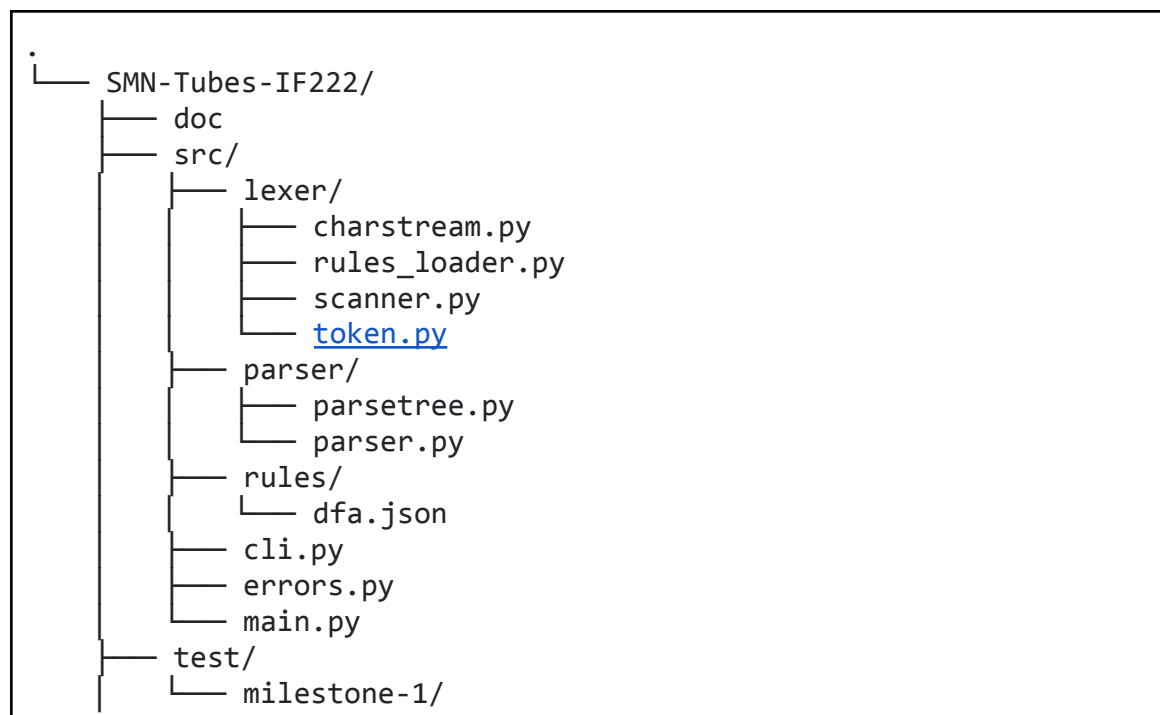 .
└── SMN-Tubes-IF222/
    ├── doc
    ├── src/
    │   ├── lexer/
    │   │   ├── charstream.py
    │   │   ├── rules_loader.py
    │   │   ├── scanner.py
    │   │   └── token.py
    │   ├── parser/
    │   │   ├── parsetree.py
    │   │   └── parser.py
    │   ├── rules/
    │   │   └── dfa.json
    │   ├── cli.py
    │   ├── errors.py
    │   └── main.py
    ├── test/
    │   └── milestone-1/